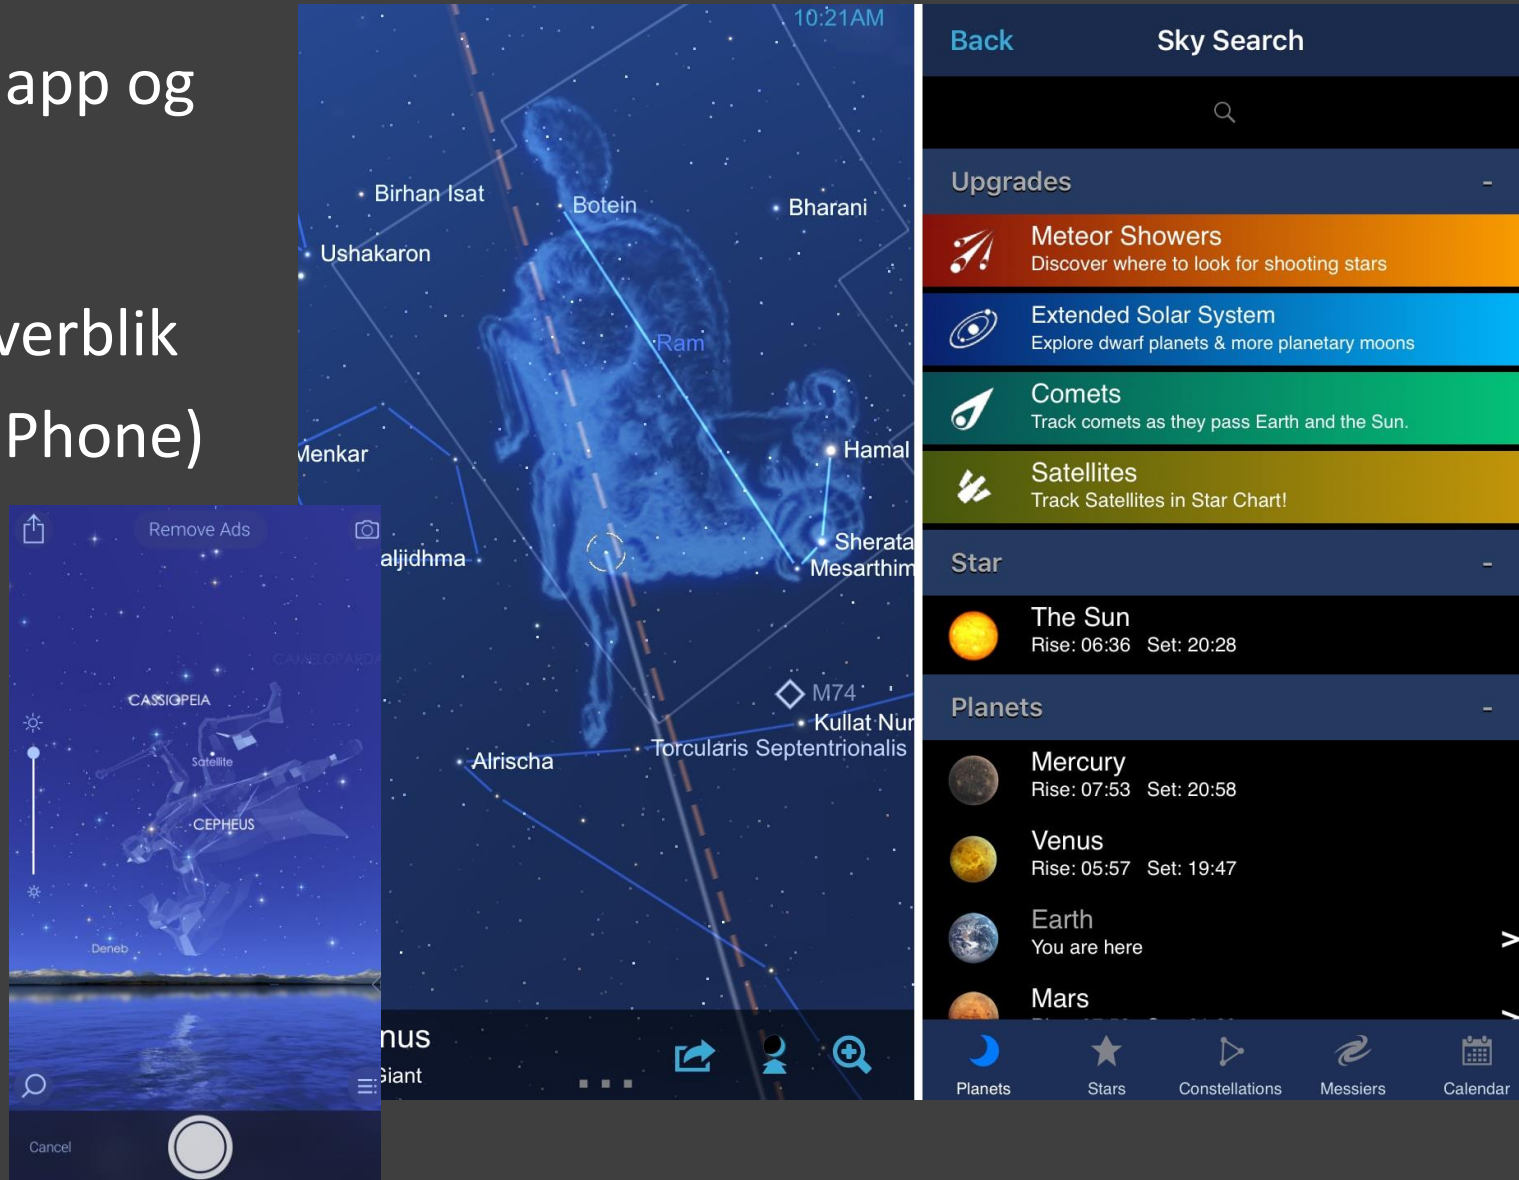 app og
verblik
Phone)
10:21AM
Birhan Isat
Botein
Bharani
Ushakaron
Ram
Menkar
Hamal
aljidhma
Sherata
Mesarthim
M74
Kullat Nur
Torcularis Septentrionalis
Alrischa
nus
Giant
Remove Ads
CAMELOPARDA
CASSIOPEIA
Satellite
CEPHEUS
Deneb
Cancel
Back
Sky Search
Upgrades -
Meteor Showers
Discover where to look for shooting stars
Extended Solar System
Explore dwarf planets & more planetary moons
Comets
Track comets as they pass Earth and the Sun.
Satellites
Track Satellites in Star Chart!
Star -
The Sun
Rise: 06:36 Set: 20:28
Planets -
Mercury
Rise: 07:53 Set: 20:58
Venus
Rise: 05:57 Set: 19:47
Earth
You are here
Mars
Planets Stars Constellations Messiers Calendar